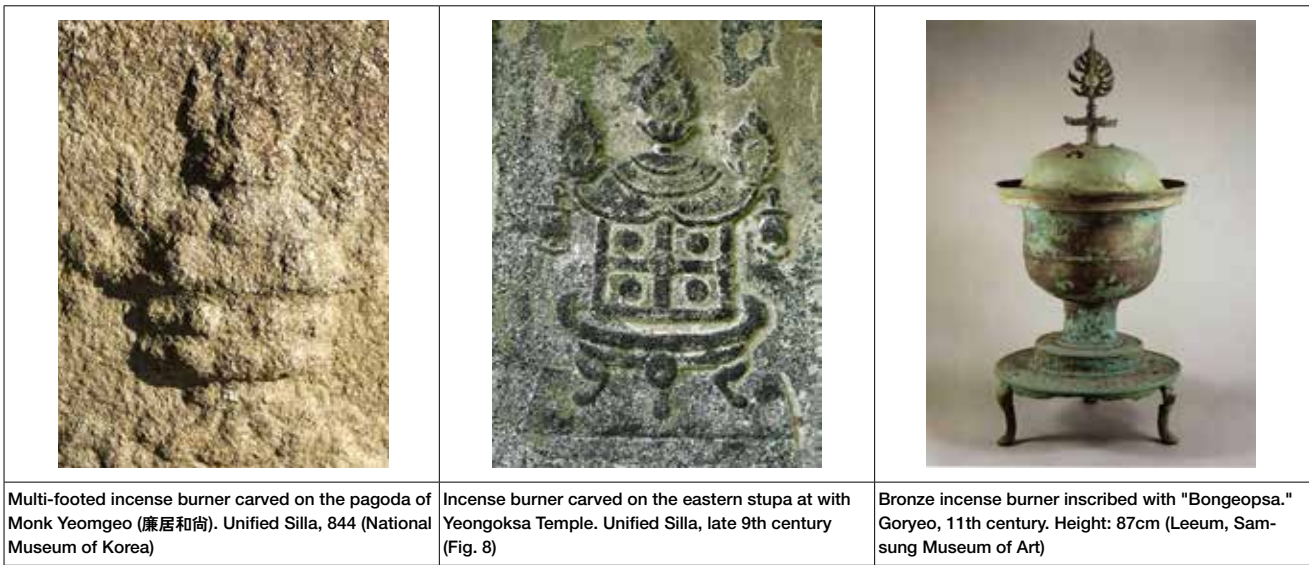 Multi-footed incense burner carved on the pagoda of
Monk Yeomgeo (廉居和尙). Unified Silla, 844 (National
Museum of Korea)
Incense burner carved on the eastern stupa at with
Yeongoksa Temple. Unified Silla, late 9th century
(Fig. 8)
Bronze incense burner inscribed with "Bongeopsa."
Goryeo, 11th century. Height: 87cm (Leeum, Sam-
sung Museum of Art)